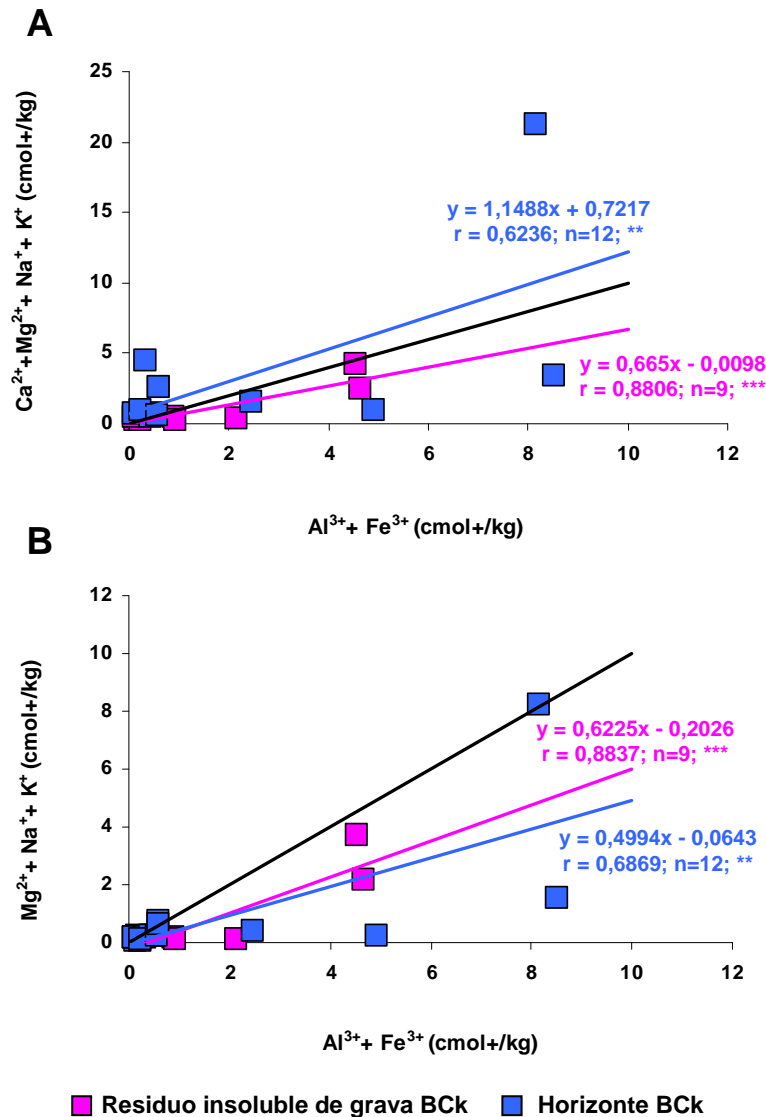 A
25
20
15
10
5
0
0 2 4 6 8 10 12
Ca²⁺+Mg²⁺+ Na⁺+ K⁺ (cmol+/kg)
y = 1,1488x + 0,7217
r = 0,6236; n=12; **
y = 0,665x - 0,0098
r = 0,8806; n=9; ***
Al³⁺+ Fe³⁺ (cmol+/kg)
B
12
10
8
6
4
2
0
0 2 4 6 8 10 12
Mg²⁺+ Na⁺+ K⁺ (cmol+/kg)
y = 0,6225x - 0,2026
r = 0,8837; n=9; ***
y = 0,4994x - 0,0643
r = 0,6869; n=12; **
Al³⁺+ Fe³⁺ (cmol+/kg)
Residuo insoluble de grava BCk Horizonte BCk